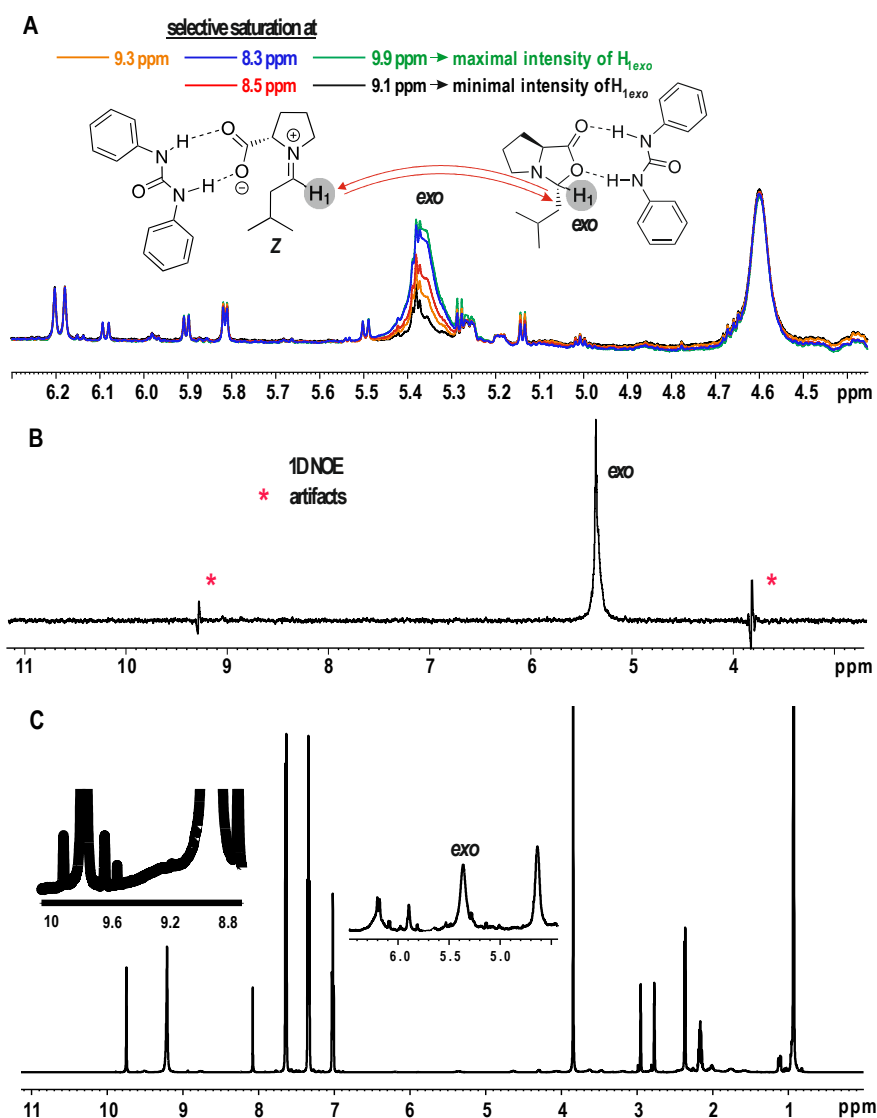 A
selective saturation at
9.3 ppm 8.3 ppm 9.9 ppm maximal intensity of H1exo
8.5 ppm 9.1 ppm minimal intensity of H1exo
H O O
N N +
O O
N H O −
H1
Z
exo
O H
N
N O O
H N
H1
exo
6.2 6.1 6.0 5.9 5.8 5.7 5.6 5.5 5.4 5.3 5.2 5.1 5.0 4.9 4.8 4.7 4.6 ppm
B
1D NOE
* artifacts
exo
* *
11 10 9 8 7 6 5 4 ppm
C
exo
10 9.6 9.2 8.8
6.0 5.5 5.0
11 10 9 8 7 6 5 4 3 2 1 ppm